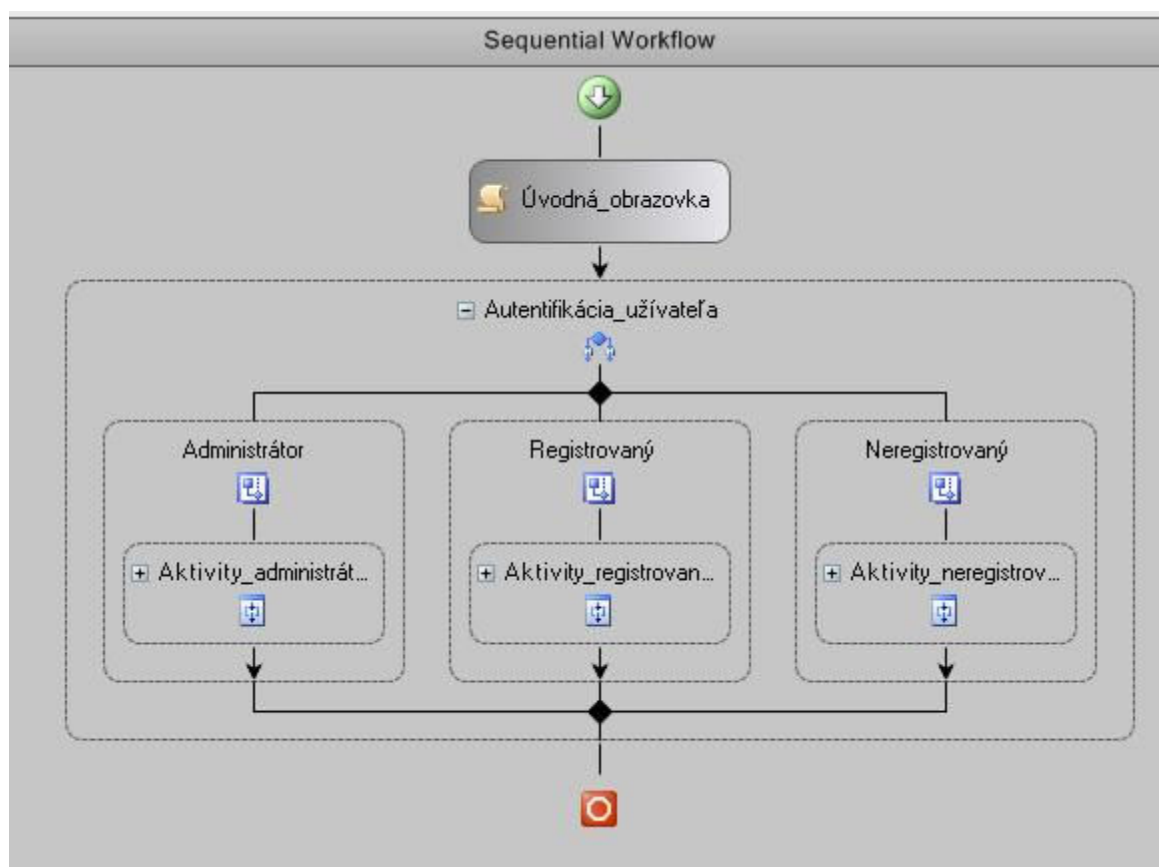 Sequential Workflow
Úvodná_obrazovka
Autentifikácia_užívateľa
Administrátor
Registrovaný
Neregistrovaný
Aktivity_administrát...
Aktivity_registrovan...
Aktivity_neregistrov...